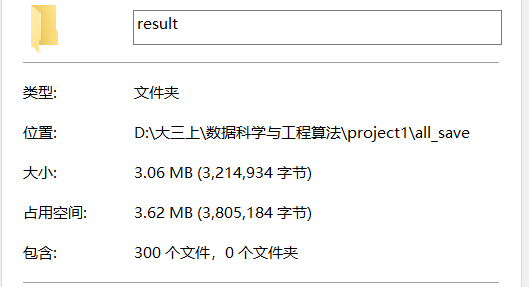 result
类型: 文件夹
位置: D:\大三上\数据科学与工程算法\project1\all_save
大小: 3.06 MB (3,214,934 字节)
占用空间: 3.62 MB (3,805,184 字节)
包含: 300 个文件，0 个文件夹